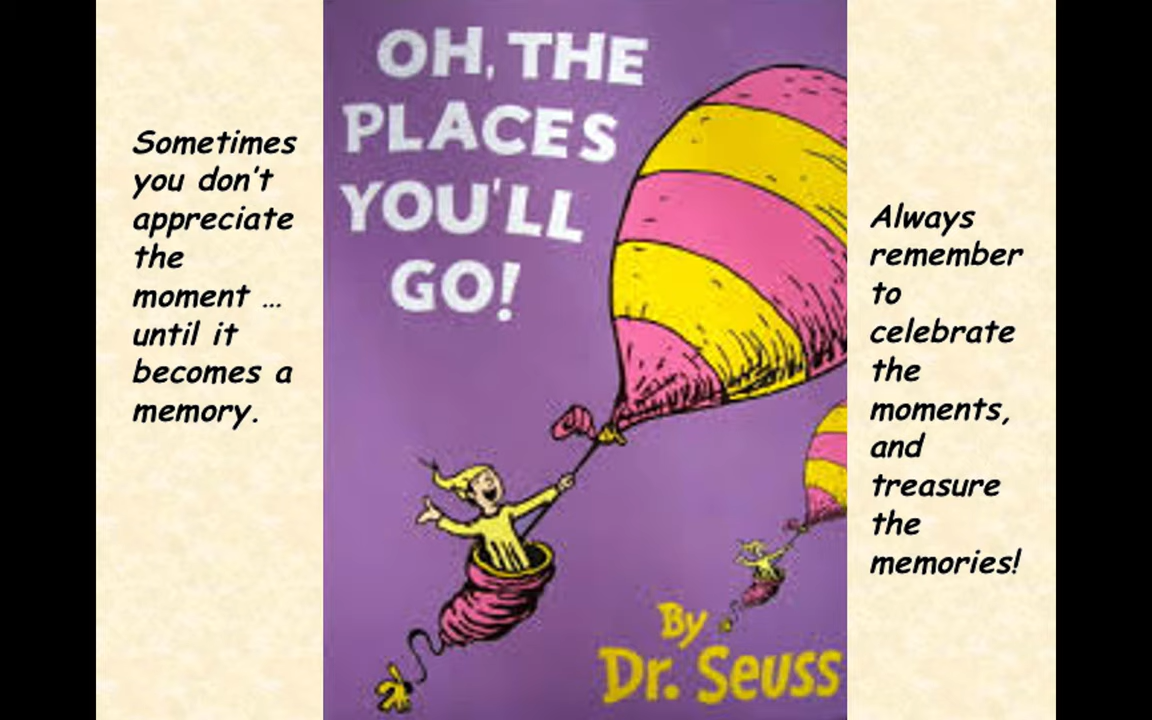 Sometimes
you don't
appreciate
the
moment ...
until it
becomes a
memory.
OH, THE
PLACES
YOU'LL
GO!
By
Dr. Seuss
Always
remember
to
celebrate
the
moments,
and
treasure
the
memories!